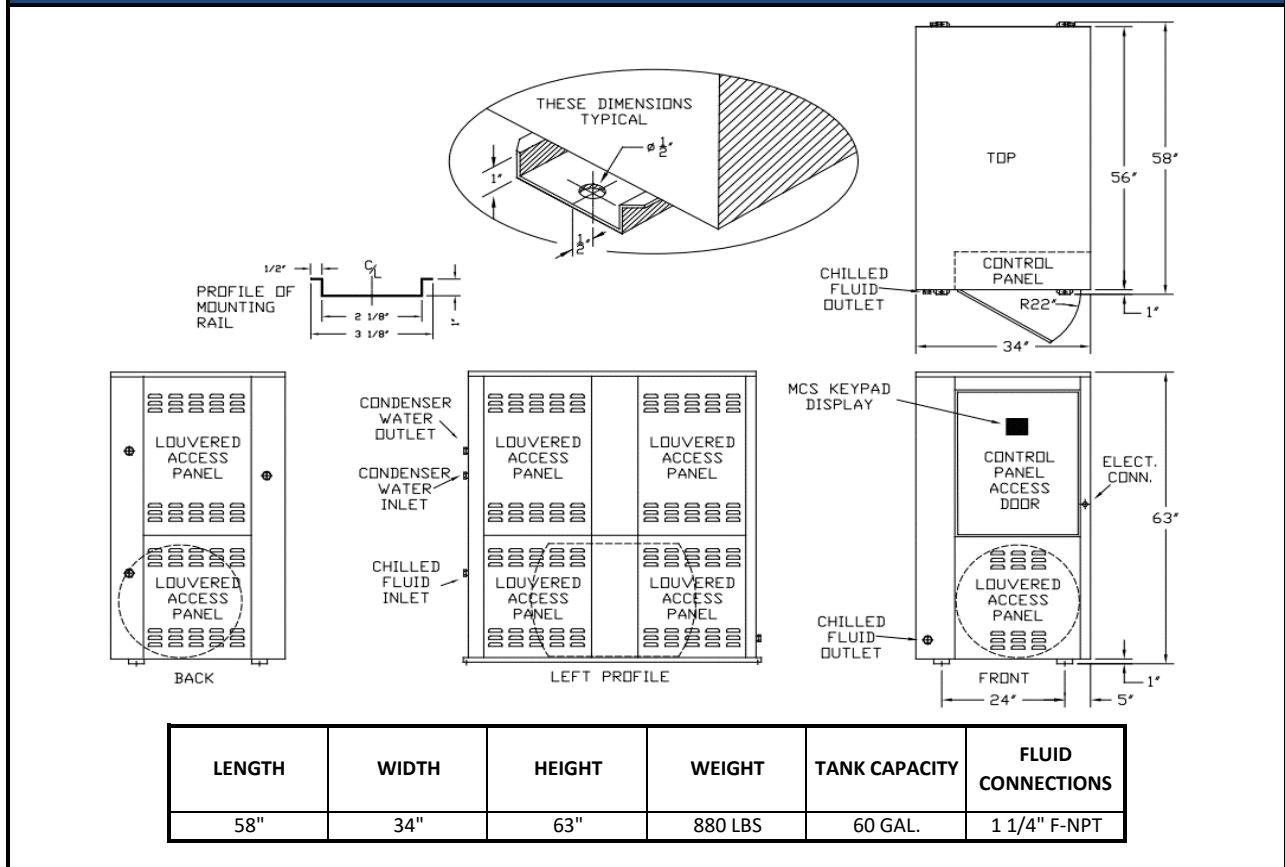 THESE DIMENSIONS
TYPICAL
ø 1/2"
1"
1/2"
TOP
58"
56"
CONTROL
PANEL
CHILLED
FLUID
OUTLET
R22"
1"
34"
1/2"
C/L
PROFILE OF
MOUNTING
RAIL
2 1/8"
3 1/8"
1"
LOUVERED
ACCESS
PANEL
LOUVERED
ACCESS
PANEL
BACK
CONDENSER
WATER
OUTLET
CONDENSER
WATER
INLET
CHILLED
FLUID
INLET
LOUVERED
ACCESS
PANEL
LOUVERED
ACCESS
PANEL
LOUVERED
ACCESS
PANEL
LOUVERED
ACCESS
PANEL
LEFT PROFILE
MCS KEYPAD
DISPLAY
CONTROL
PANEL
ACCESS
DOOR
ELECT.
CONN.
63"
LOUVERED
ACCESS
PANEL
CHILLED
FLUID
OUTLET
FRONT
1"
24"
5"
LENGTH WIDTH HEIGHT WEIGHT TANK CAPACITY FLUID
CONNECTIONS
58" 34" 63" 880 LBS 60 GAL. 1 1/4" F-NPT